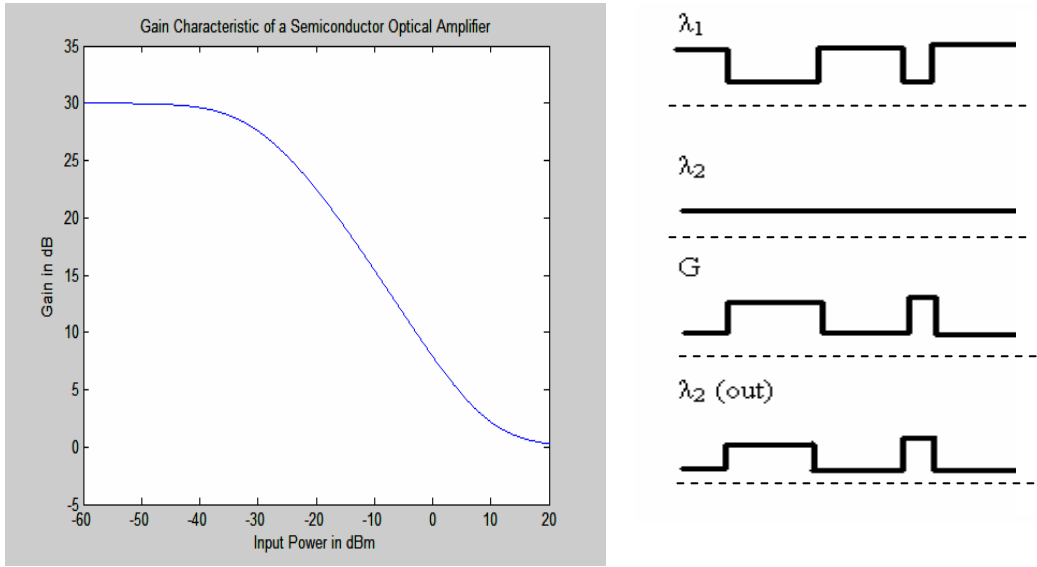 Gain Characteristic of a Semiconductor Optical Amplifier
35
30
25
20
15
10
5
0
-5
Gain in dB
-60 -50 -40 -30 -20 -10 0 10 20
Input Power in dBm
λ1
λ2
G
λ2 (out)